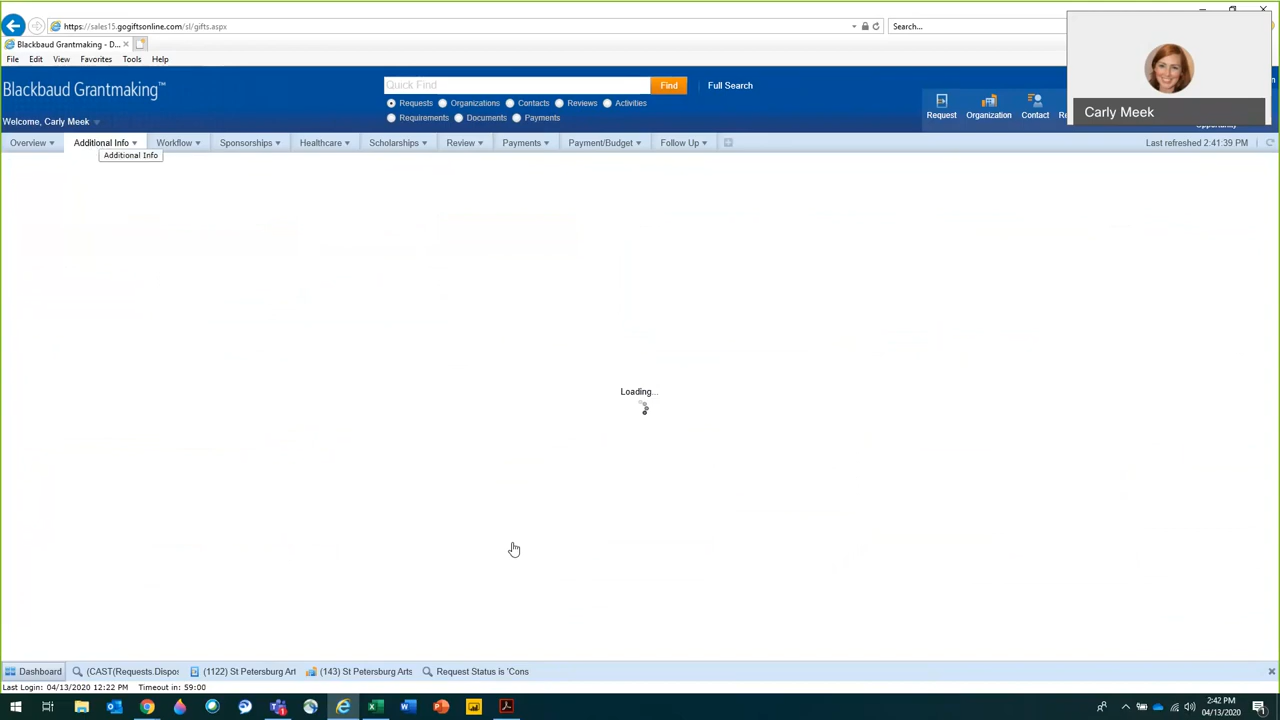 https://sales15.gogiftsonline.com/sl/gifts.aspx
Search...
Blackbaud Grantmaking - D...
File Edit View Favorites Tools Help
Blackbaud Grantmaking™
Quick Find
Find
Full Search
Requests Organizations Contacts Reviews Activities
Requirements Documents Payments
Welcome, Carly Meek
Request Organization Contact
Carly Meek
Overview Additional Info Workflow Sponsorships Healthcare Scholarships Review Payments Payment/Budget Follow Up
Last refreshed 2:41:39 PM
Additional Info
Loading...
Dashboard (CAST(Requests.Dispos (1122) St Petersburg Art (143) St Petersburg Arts Request Status is 'Cons
Last Login: 04/13/2020 12:22 PM Timeout in: 59:00
2:42 PM
04/13/2020